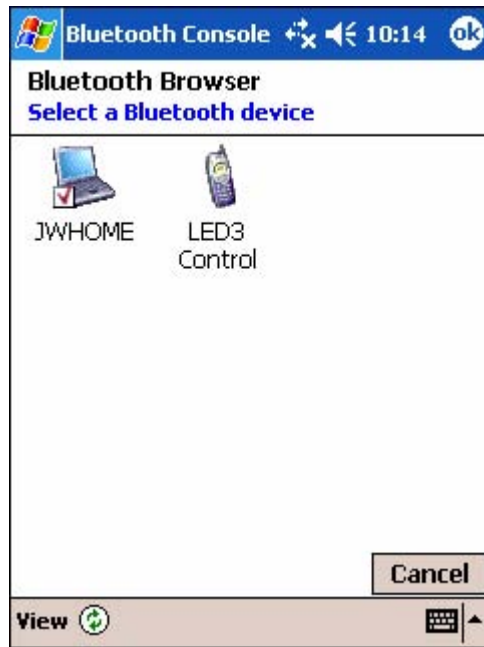 Bluetooth Console 10:14 ok
Bluetooth Browser
Select a Bluetooth device
JWHOME
LED3
Control
Cancel
View